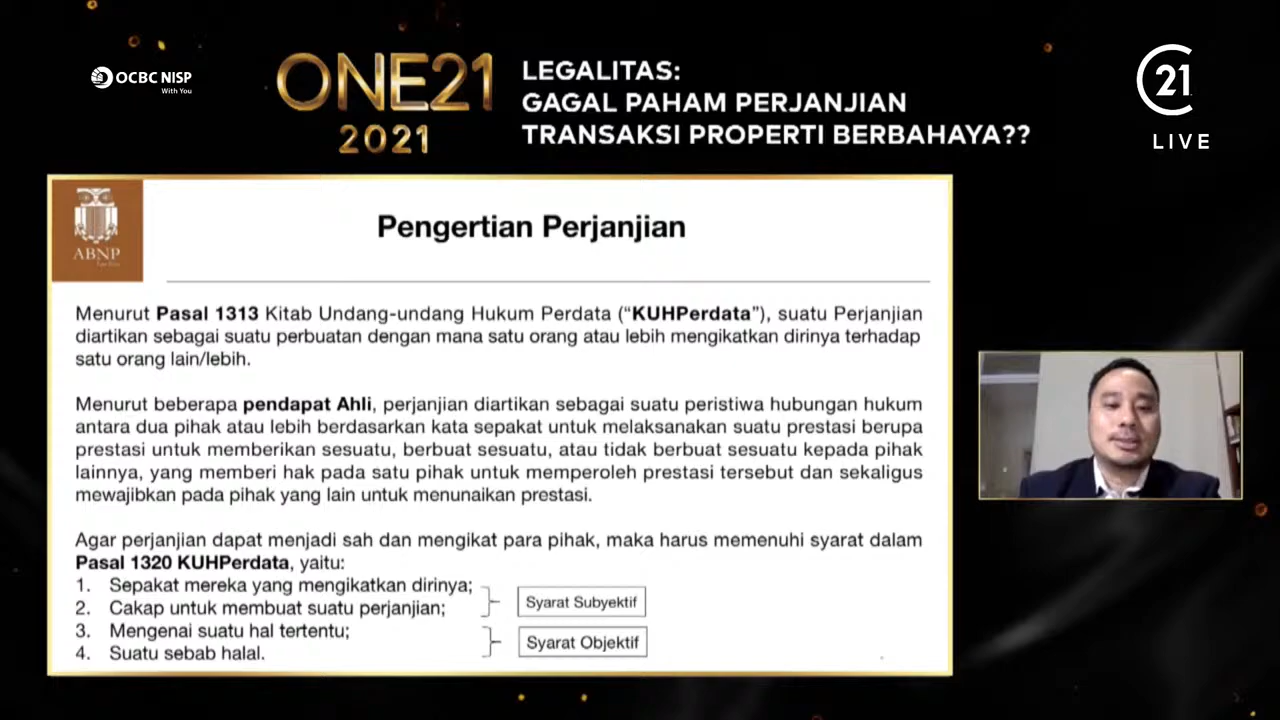 OCBC NISP
With You
ONE21
2021
LEGALITAS:
GAGAL PAHAM PERJANJIAN
TRANSAKSI PROPERTI BERBAHAYA??
21
LIVE
ABNP
Pengertian Perjanjian
Menurut Pasal 1313 Kitab Undang-undang Hukum Perdata (“KUHPerdata”), suatu Perjanjian
diartikan sebagai suatu perbuatan dengan mana satu orang atau lebih mengikatkan dirinya terhadap
satu orang lain/lebih.
Menurut beberapa pendapat Ahli, perjanjian diartikan sebagai suatu peristiwa hubungan hukum
antara dua pihak atau lebih berdasarkan kata sepakat untuk melaksanakan suatu prestasi berupa
prestasi untuk memberikan sesuatu, berbuat sesuatu, atau tidak berbuat sesuatu kepada pihak
lainnya, yang memberi hak pada satu pihak untuk memperoleh prestasi tersebut dan sekaligus
mewajibkan pada pihak yang lain untuk menunaikan prestasi.
Agar perjanjian dapat menjadi sah dan mengikat para pihak, maka harus memenuhi syarat dalam
Pasal 1320 KUHPerdata, yaitu:
1. Sepakat mereka yang mengikatkan dirinya;
2. Cakap untuk membuat suatu perjanjian;
Syarat Subyektif
3. Mengenai suatu hal tertentu;
4. Suatu sebab halal.
Syarat Objektif